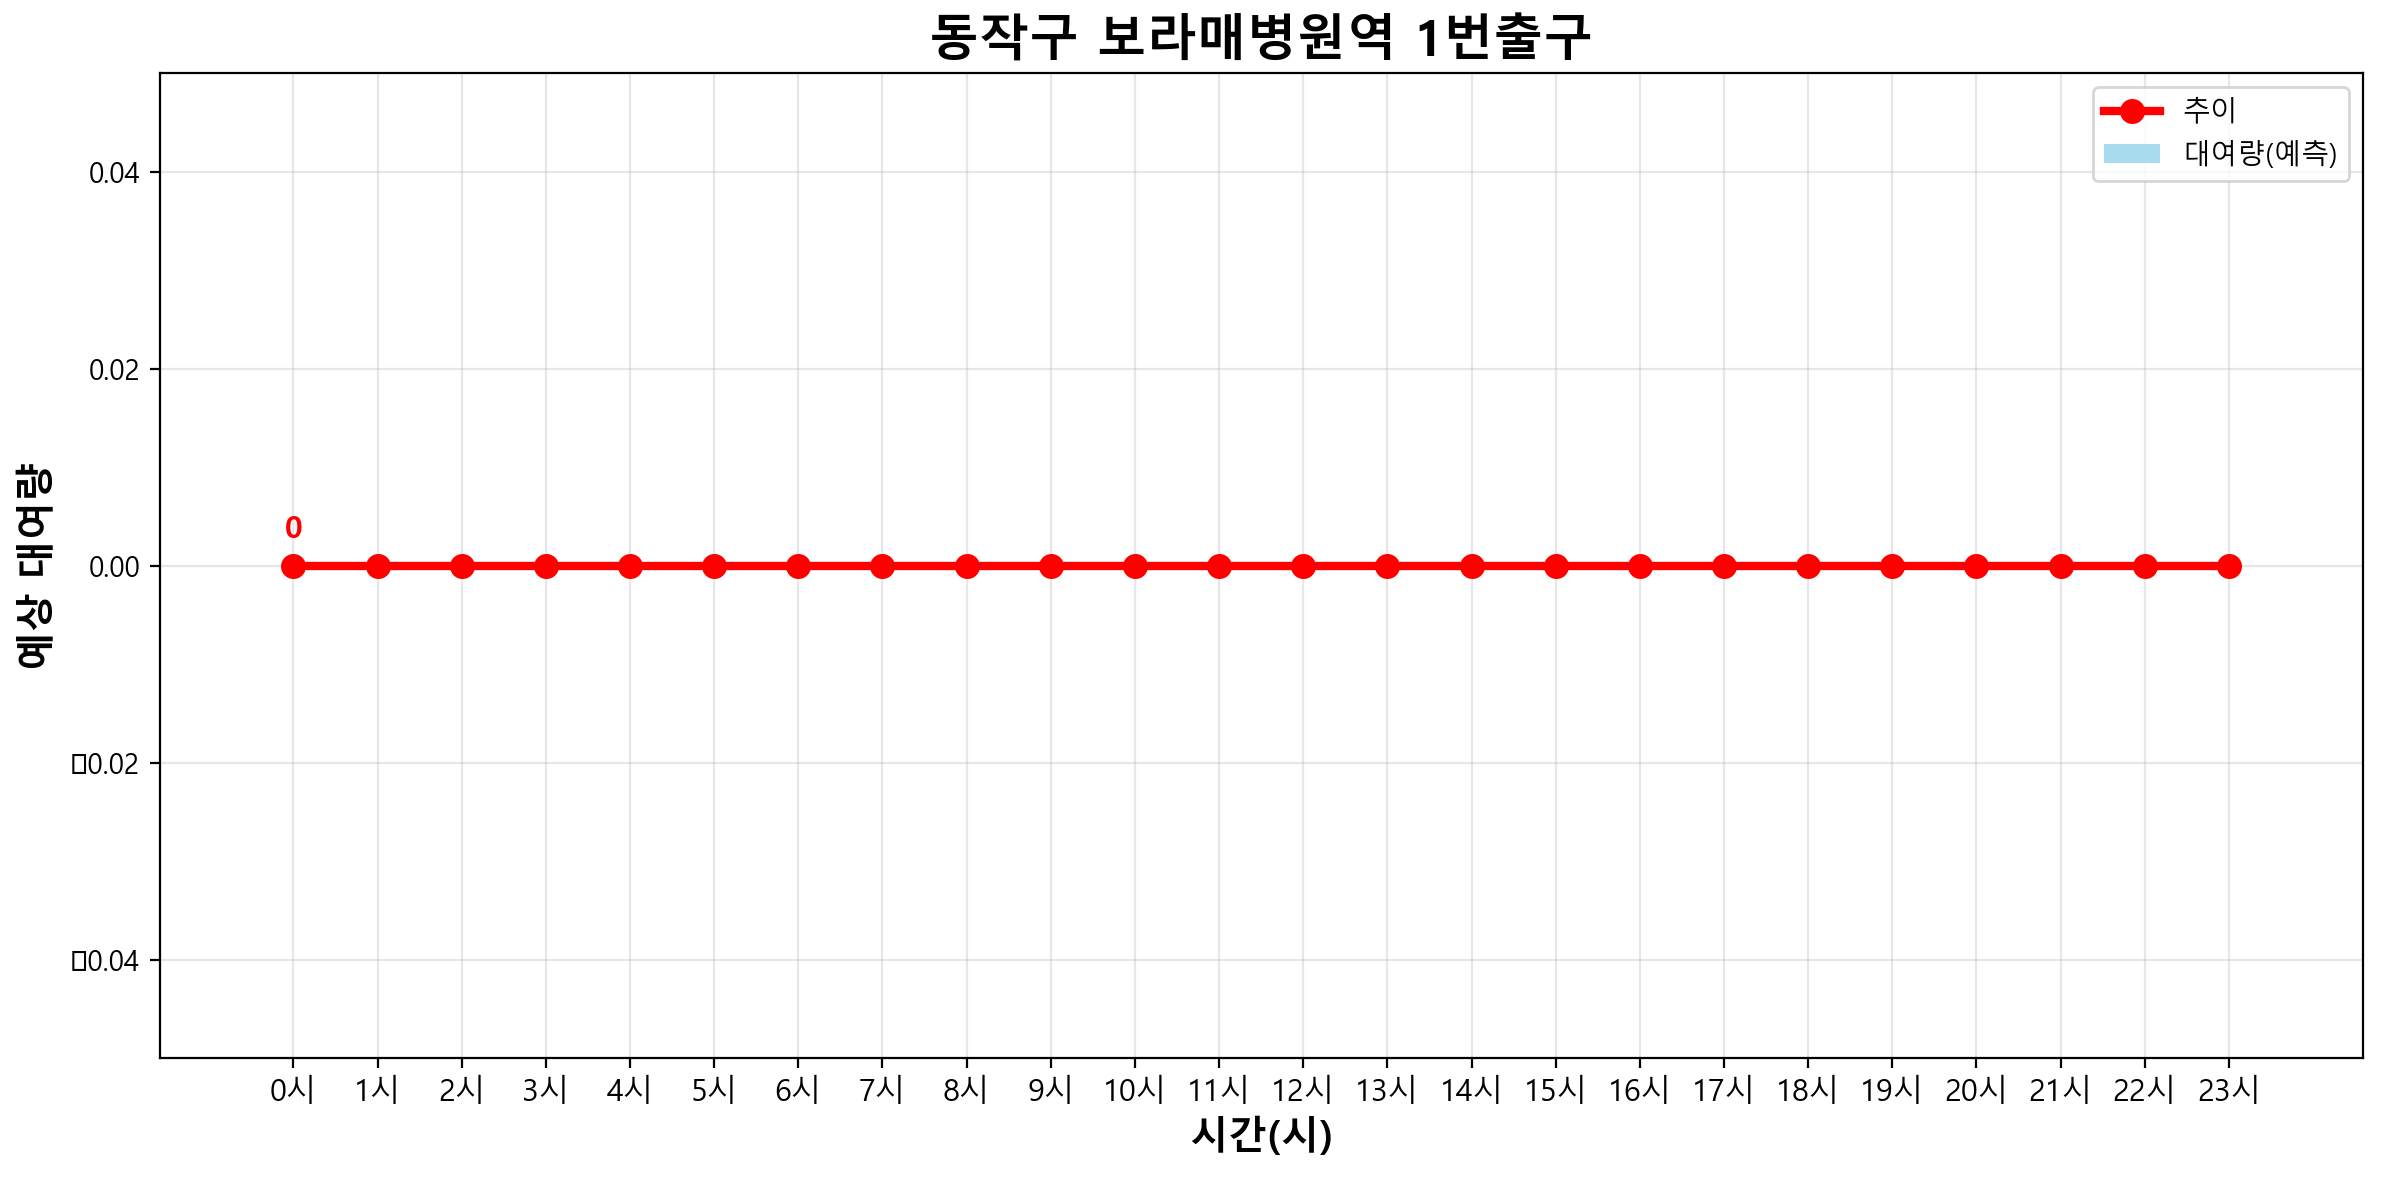 동작구 보라매병원역 1번출구
추이
대여량(예측)
예상 대여량
0.04
0.02
0.00
▯0.02
▯0.04
0
0시 1시 2시 3시 4시 5시 6시 7시 8시 9시 10시 11시 12시 13시 14시 15시 16시 17시 18시 19시 20시 21시 22시 23시
시간(시)